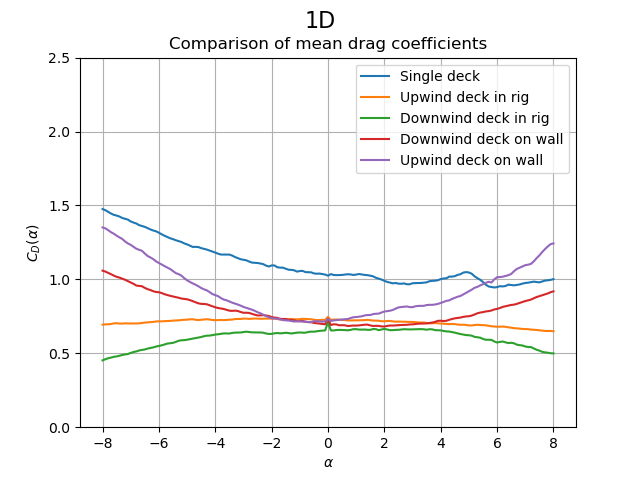 1D
Comparison of mean drag coefficients
2.5
2.0
1.5
1.0
0.5
0.0
C_D(α)
Single deck
Upwind deck in rig
Downwind deck in rig
Downwind deck on wall
Upwind deck on wall
−8 −6 −4 −2 0 2 4 6 8
α